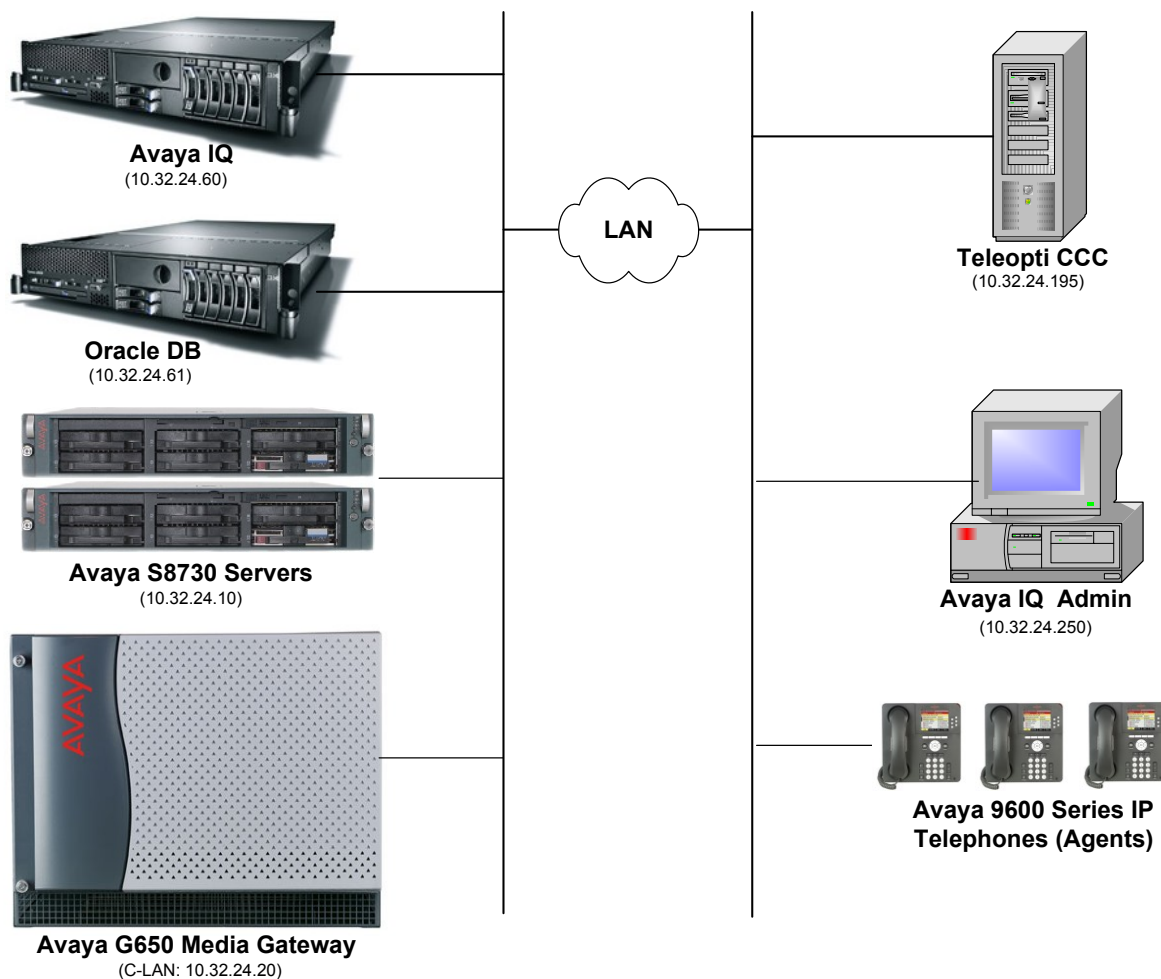 Avaya IQ
(10.32.24.60)
Oracle DB
(10.32.24.61)
AVAYA
AVAYA
Avaya S8730 Servers
(10.32.24.10)
AVAYA
Avaya G650 Media Gateway
(C-LAN: 10.32.24.20)
LAN
Teleopti CCC
(10.32.24.195)
Avaya IQ Admin
(10.32.24.250)
Avaya 9600 Series IP
Telephones (Agents)